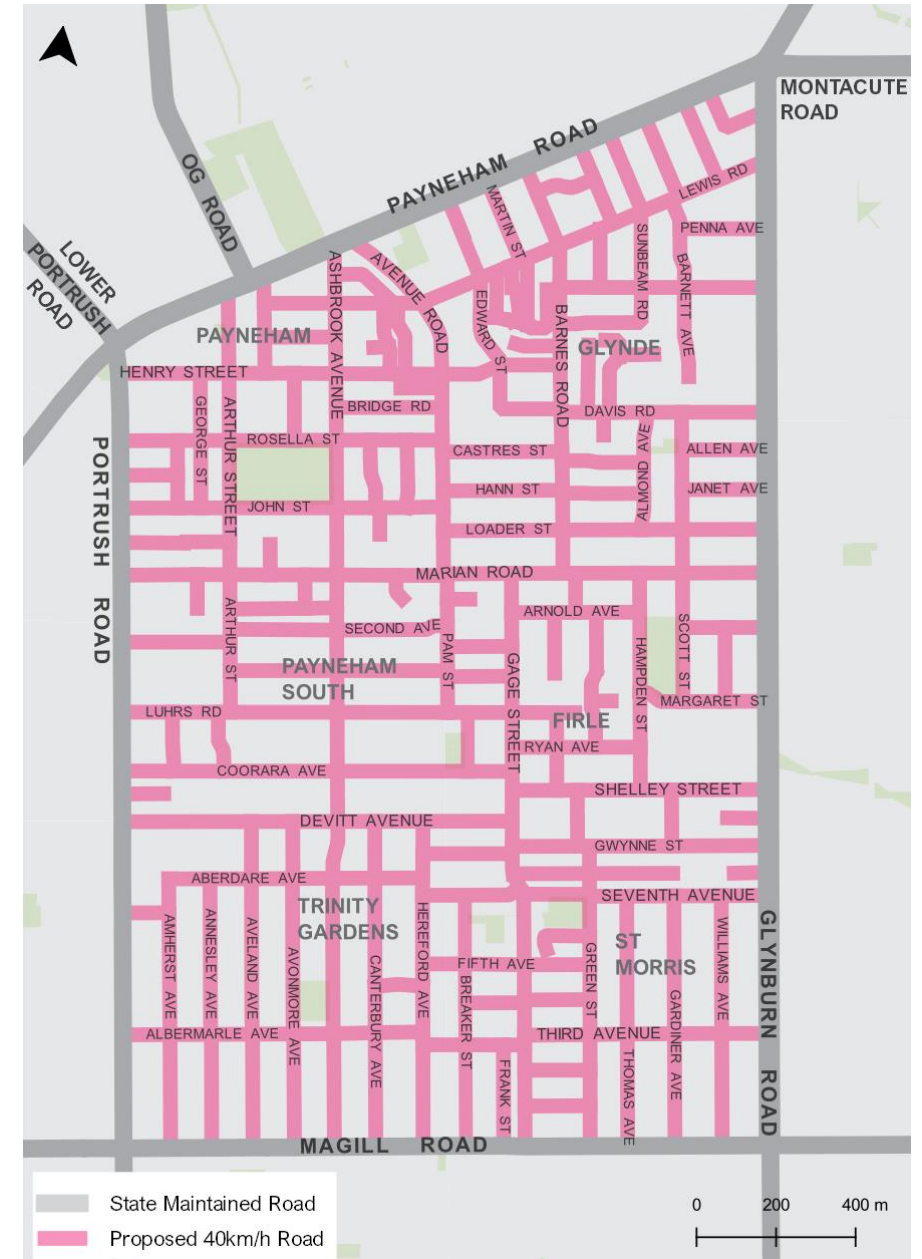 MONTACUTE
ROAD
PAYNEHAM ROAD
OG ROAD
LOWER
PORTRUSH
ROAD
LEWIS RD
MARTIN ST
PENNA AVE
SUNBEAM RD
BARNETT AVE
AVENUE ROAD
ASHBROOK AVENUE
EDWARD ST
BARNES ROAD
PAYNEHAM
GLYNDE
HENRY STREET
GEORGE ST
ARTHUR STREET
BRIDGE RD
DAVIS RD
ROSELLA ST
CASTRES ST
ALMOND AVE
ALLEN AVE
HANN ST
JANET AVE
JOHN ST
LOADER ST
PORTRUSH ROAD
MARIAN ROAD
ARTHUR ST
SECOND AVE
ARNOLD AVE
PAM ST
GAGE STREET
HAMPDEN ST
SCOTT ST
PAYNEHAM
SOUTH
MARGARET ST
LUHRS RD
FIRLE
RYAN AVE
COORARA AVE
SHELLEY STREET
DEVITT AVENUE
GWYNNE ST
ABERDARE AVE
SEVENTH AVENUE
TRINITY
GARDENS
AMHERST AVE
ANNESLEY AVE
AVELAND AVE
AVONMORE AVE
CANTERBURY AVE
HEREFORD AVE
FIFTH AVE
BREAKER ST
GREEN ST
ST
MORRIS
WILLIAMS AVE
GARDINER AVE
GLYNBURN ROAD
ALBERMARLE AVE
THIRD AVENUE
FRANK ST
THOMAS AVE
MAGILL ROAD
State Maintained Road
Proposed 40km/h Road
0 200 400 m